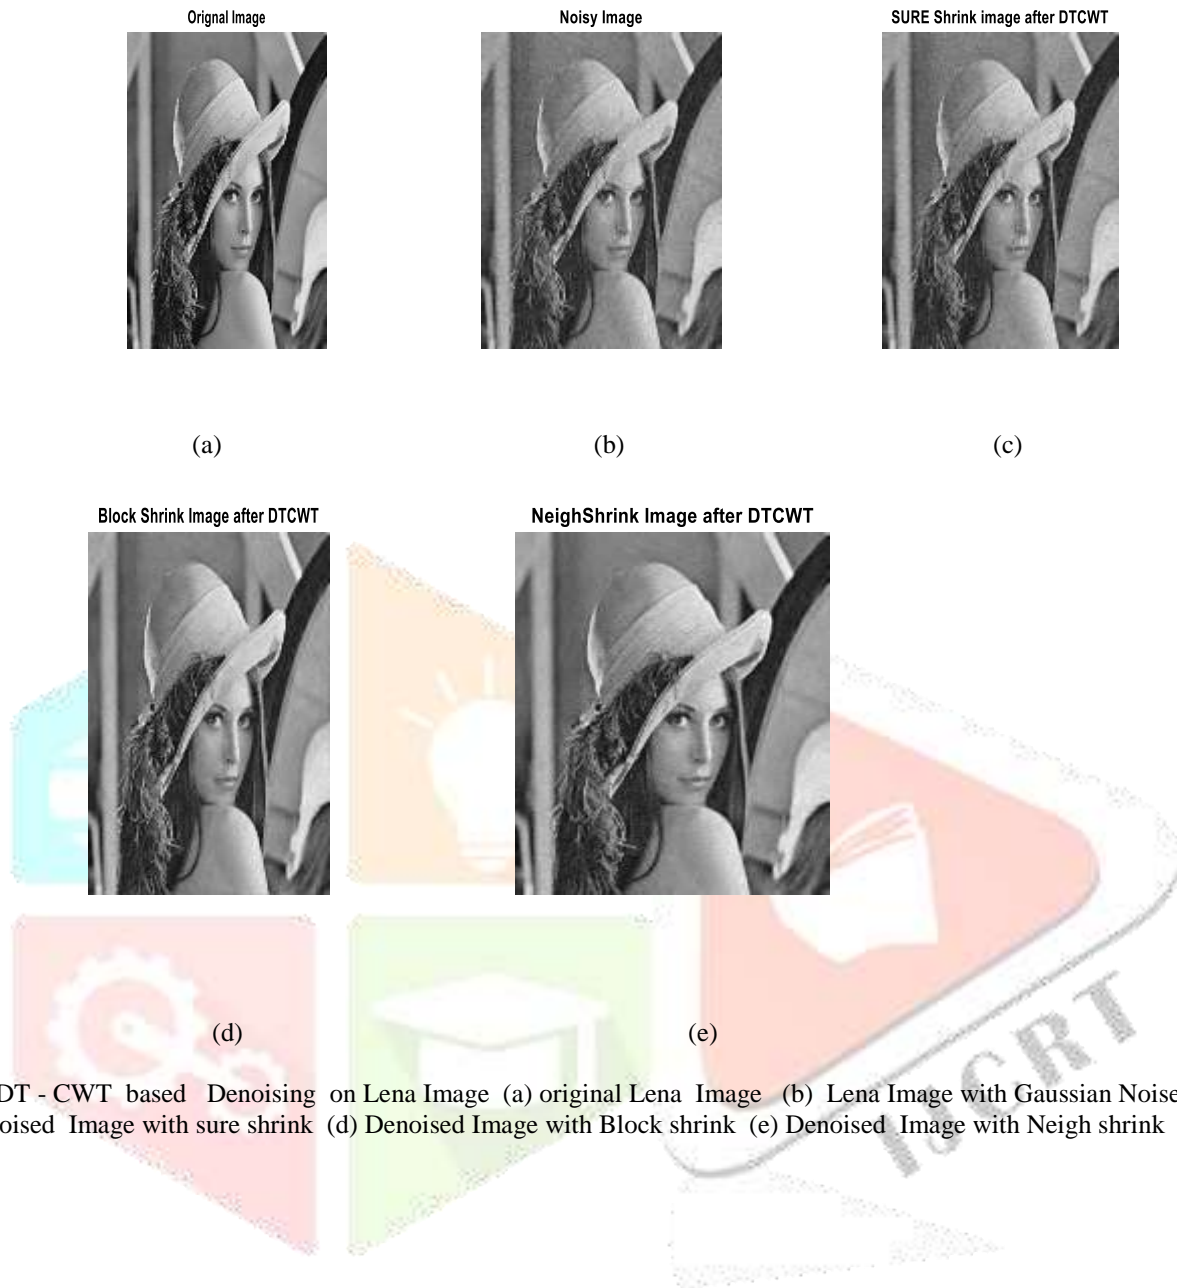 Orignal Image
Noisy Image
SURE Shrink image after DTCWT
(a)
(b)
(c)
Block Shrink Image after DTCWT
NeighShrink Image after DTCWT
(d)
(e)
DT - CWT based Denoising on Lena Image (a) original Lena Image (b) Lena Image with Gaussian Noise
oised Image with sure shrink (d) Denoised Image with Block shrink (e) Denoised Image with Neigh shrink
IJCRT